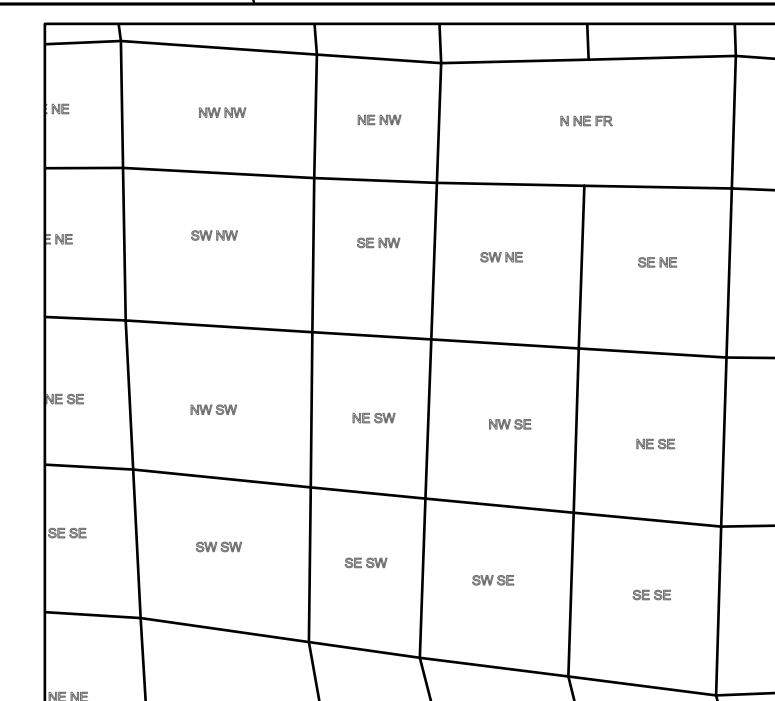 NE
NW NW
NE NW
N NE FR
NE
SW NW
SE NW
SW NE
SE NE
NE SE
NW SW
NE SW
NW SE
NE SE
SE SE
SW SW
SE SW
SW SE
SE SE
NE NE